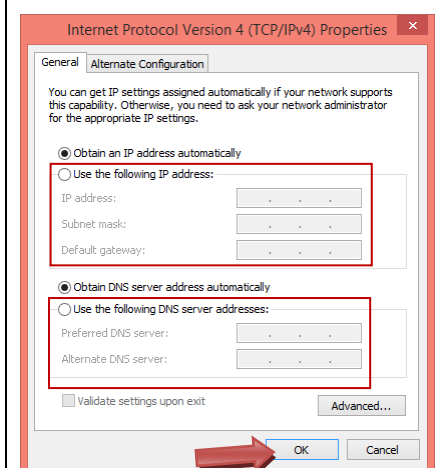 Internet Protocol Version 4 (TCP/IPv4) Properties
General Alternate Configuration
You can get IP settings assigned automatically if your network supports
this capability. Otherwise, you need to ask your network administrator
for the appropriate IP settings.
Obtain an IP address automatically
Use the following IP address:
IP address:
Subnet mask:
Default gateway:
Obtain DNS server address automatically
Use the following DNS server addresses:
Preferred DNS server:
Alternate DNS server:
Validate settings upon exit
Advanced...
OK Cancel